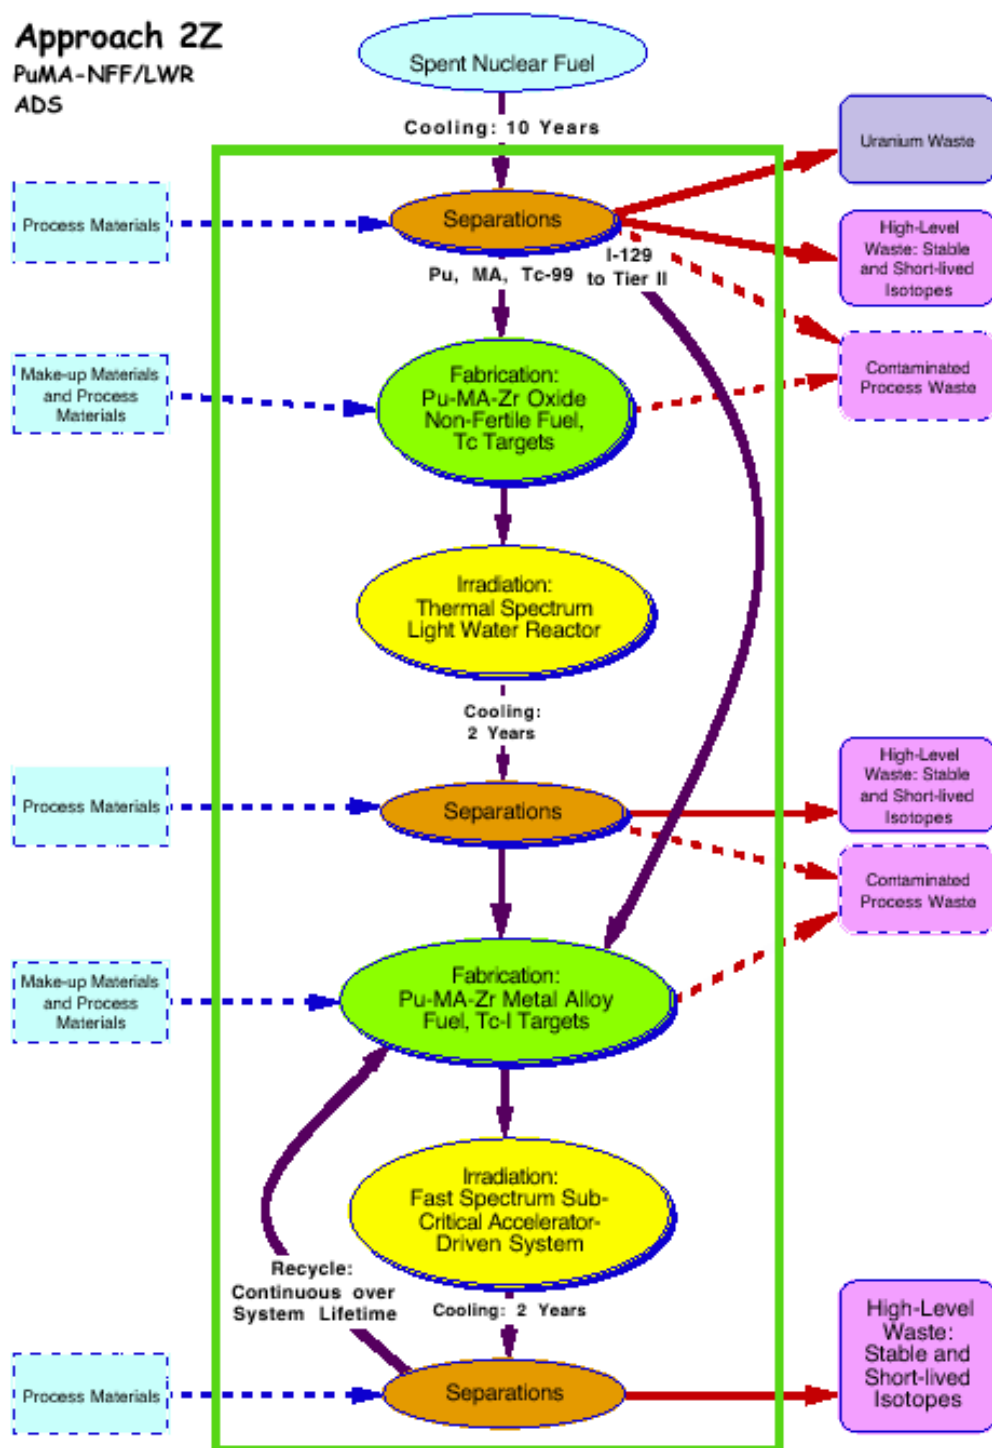 Approach 2Z
PuMA-NFF/LWR
ADS
Spent Nuclear Fuel
Cooling: 10 Years
Uranium Waste
Process Materials
Separations
High-Level
Waste: Stable
and Short-lived
Isotopes
I-129
to Tier II
Pu, MA, Tc-99
Make-up Materials
and Process
Materials
Fabrication:
Pu-MA-Zr Oxide
Non-Fertile Fuel,
Tc Targets
Contaminated
Process Waste
Irradiation:
Thermal Spectrum
Light Water Reactor
Cooling:
2 Years
Process Materials
Separations
High-Level
Waste: Stable
and Short-lived
Isotopes
Contaminated
Process Waste
Make-up Materials
and Process
Materials
Fabrication:
Pu-MA-Zr Metal Alloy
Fuel, Tc-I Targets
Irradiation:
Fast Spectrum Sub-
Critical Accelerator-
Driven System
Recycle:
Continuous over
System Lifetime
Cooling: 2 Years
Process Materials
Separations
High-Level
Waste:
Stable and
Short-lived
Isotopes